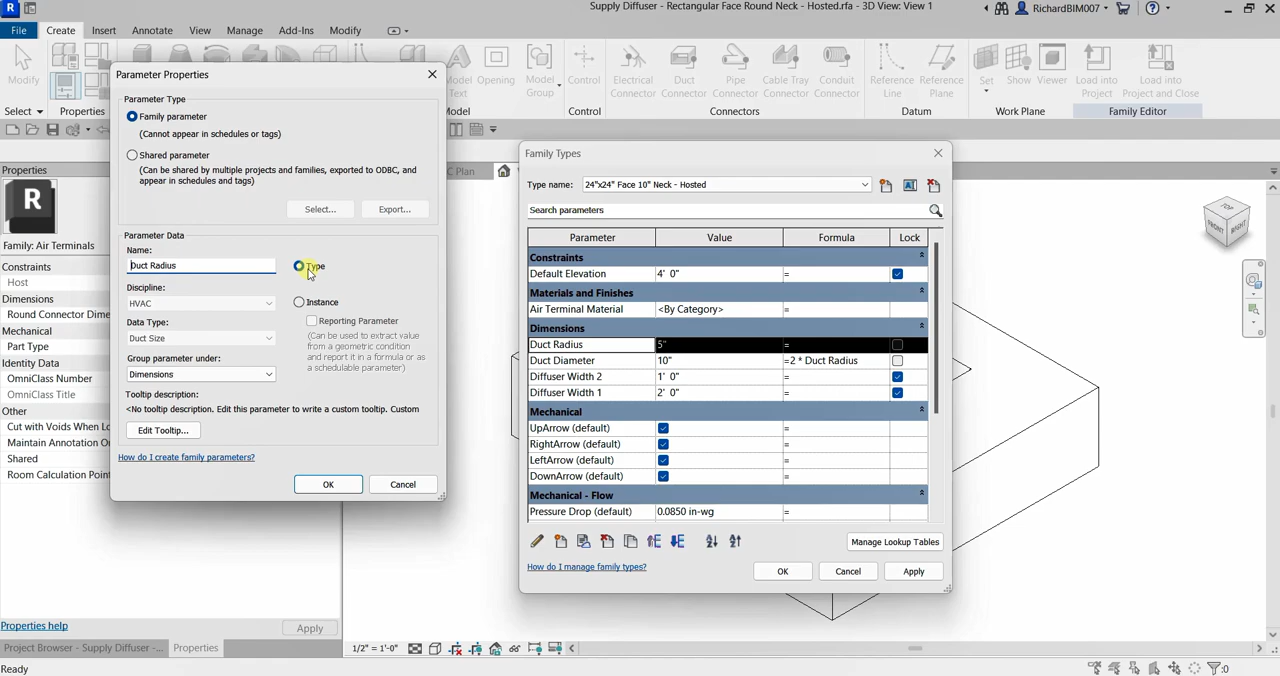 Supply Diffuser - Rectangular Face Round Neck - Hosted.rfa - 3D View: View 1
RichardBIM007
File Create Insert Annotate View Manage Add-Ins Modify
Modify
Model Text
Opening
Model Group
Control
Electrical Connector
Duct Connector
Pipe Connector
Cable Tray Connector
Conduit Connector
Reference Line
Reference Plane
Set
Show
Viewer
Load into Project
Load into Project and Close
Select Properties Model Control Connectors Datum Work Plane Family Editor
Properties
R
Family: Air Terminals
Constraints
Host
Dimensions
Round Connector Dime
Mechanical
Part Type
Identity Data
OmniClass Number
OmniClass Title
Other
Cut with Voids When Lo
Maintain Annotation O
Shared
Room Calculation Point
Properties help
Apply
Project Browser - Supply Diffuser -...
Properties
Ready
Parameter Properties
Parameter Type
Family parameter
(Cannot appear in schedules or tags)
Shared parameter
(Can be shared by multiple projects and families, exported to ODBC, and
appear in schedules and tags)
Select... Export...
Parameter Data
Name:
Duct Radius
Type
Discipline:
HVAC
Instance
Reporting Parameter
Data Type:
Duct Size
(Can be used to extract value
from a geometric condition
and report it in a formula or as
a schedulable parameter)
Group parameter under:
Dimensions
Tooltip description:
<No tooltip description. Edit this parameter to write a custom tooltip. Custom
Edit Tooltip...
How do I create family parameters?
OK Cancel
Family Types
Type name: 24"x24" Face 10" Neck - Hosted
Search parameters
Parameter Value Formula Lock
Constraints
Default Elevation 4' 0" =
Materials and Finishes
Air Terminal Material <By Category> =
Dimensions
Duct Radius 5" =
Duct Diameter 10" =2 * Duct Radius
Diffuser Width 2 1' 0" =
Diffuser Width 1 2' 0" =
Mechanical
UpArrow (default) =
RightArrow (default) =
LeftArrow (default) =
DownArrow (default) =
Mechanical - Flow
Pressure Drop (default) 0.0850 in-wg =
Manage Lookup Tables
How do I manage family types?
OK Cancel Apply
TOP
FRONT RIGHT
1/2" = 1'-0"
:0